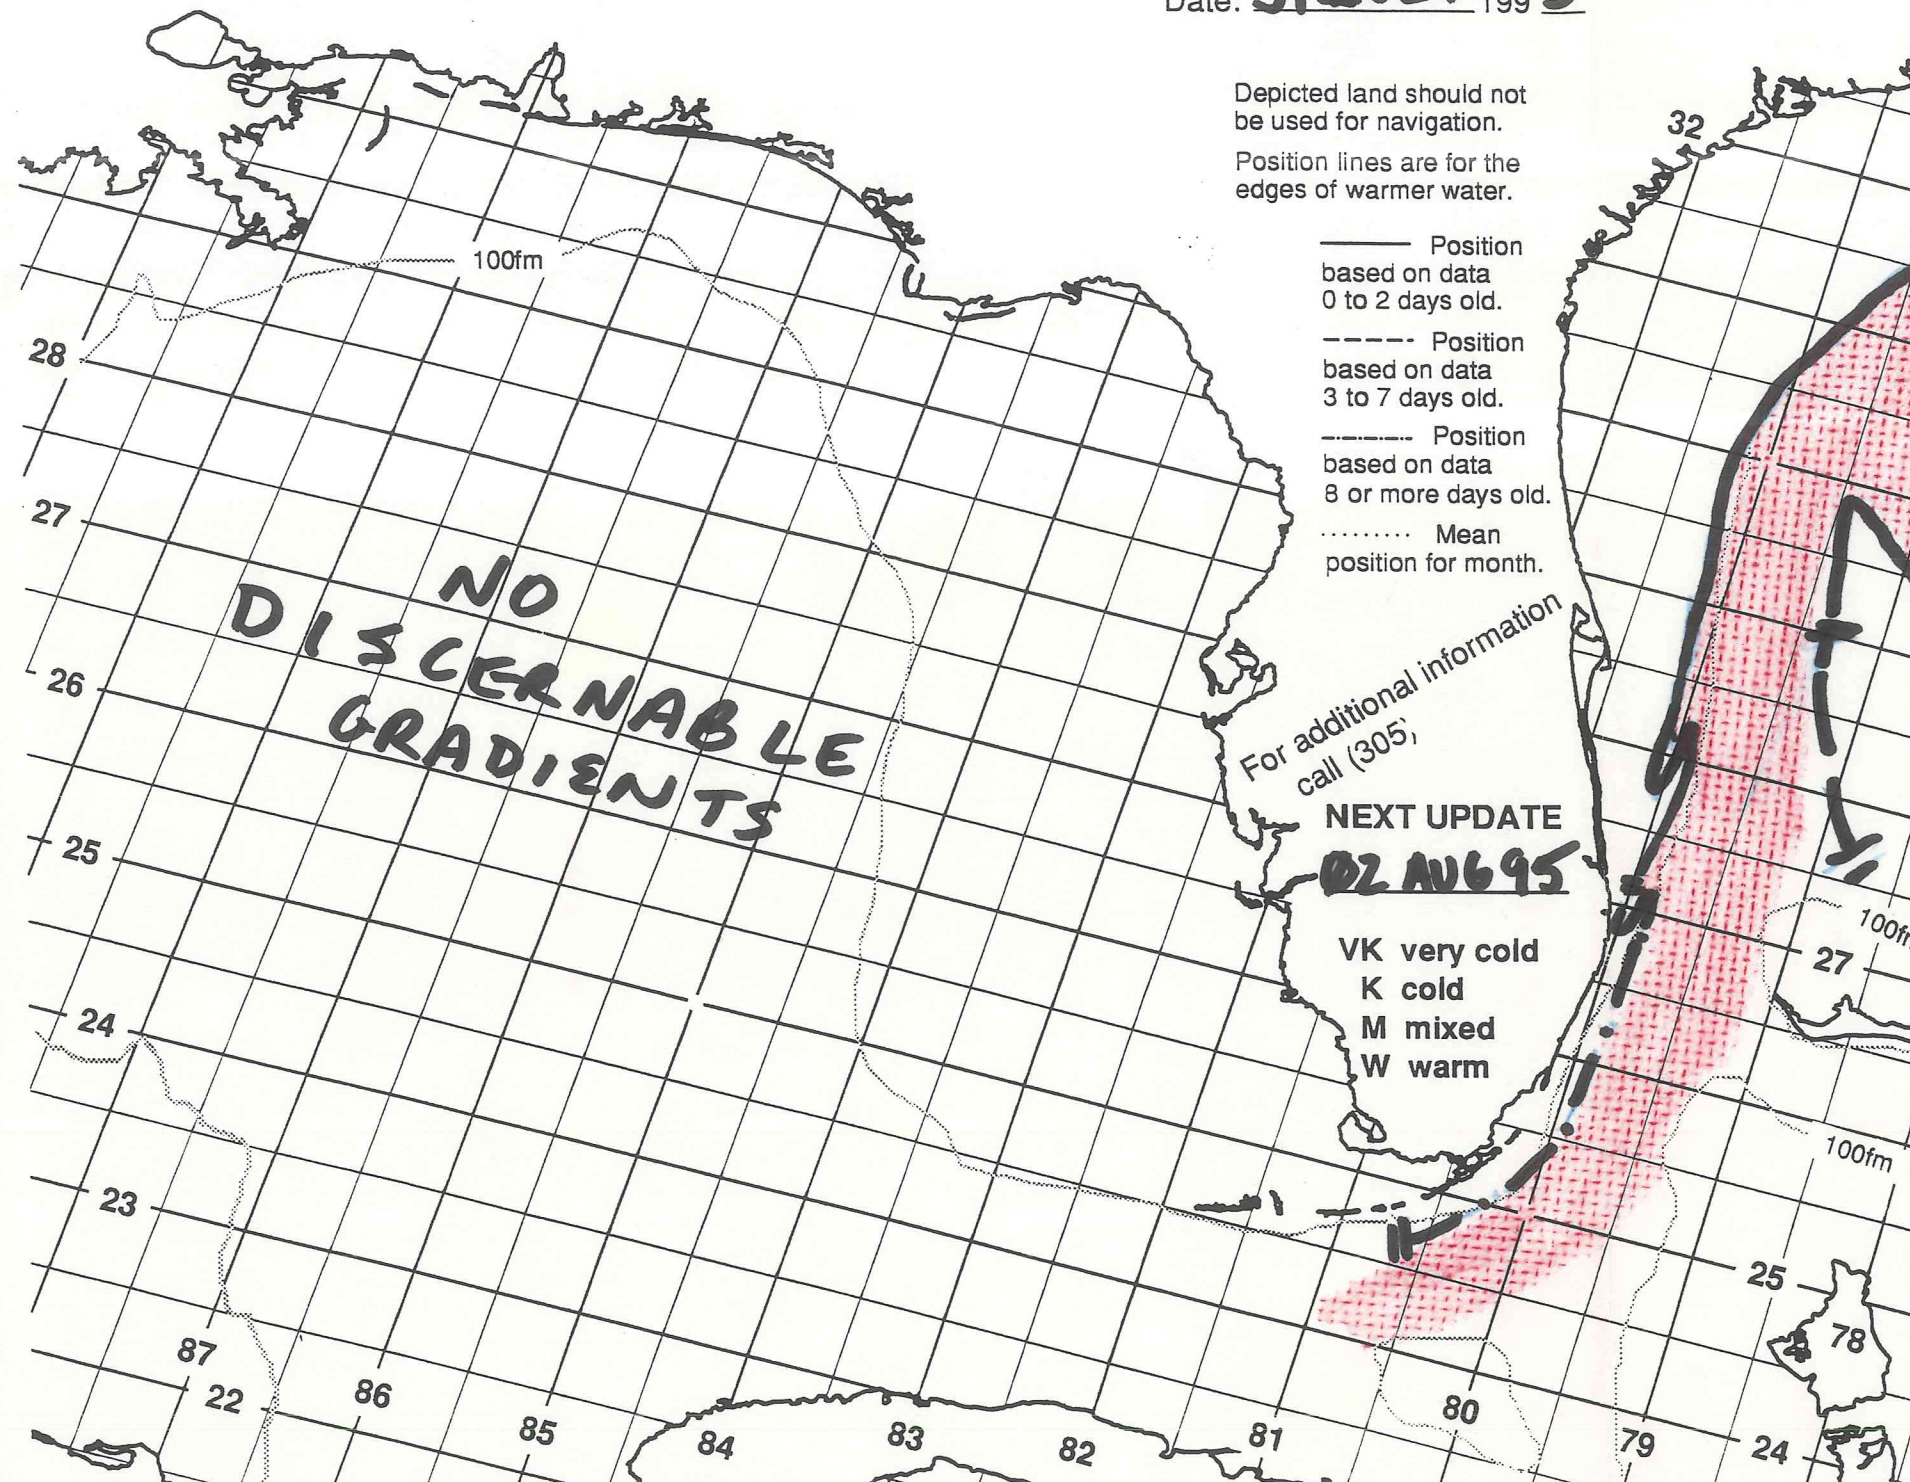 Date: 199 5
Depicted land should not
be used for navigation.
Position lines are for the
edges of warmer water.
Position
based on data
0 to 2 days old.
Position
based on data
3 to 7 days old.
Position
based on data
8 or more days old.
Mean
position for month.
For additional information
call (305)
NEXT UPDATE
02 AUG 95
VK very cold
K cold
M mixed
W warm
NO
DISCERNABLE
GRADIENTS
100fm
32
28
27
26
25
24
23
22
87
86
85
84
83
82
81
80
79
24
78
25
100fm
27
100fm